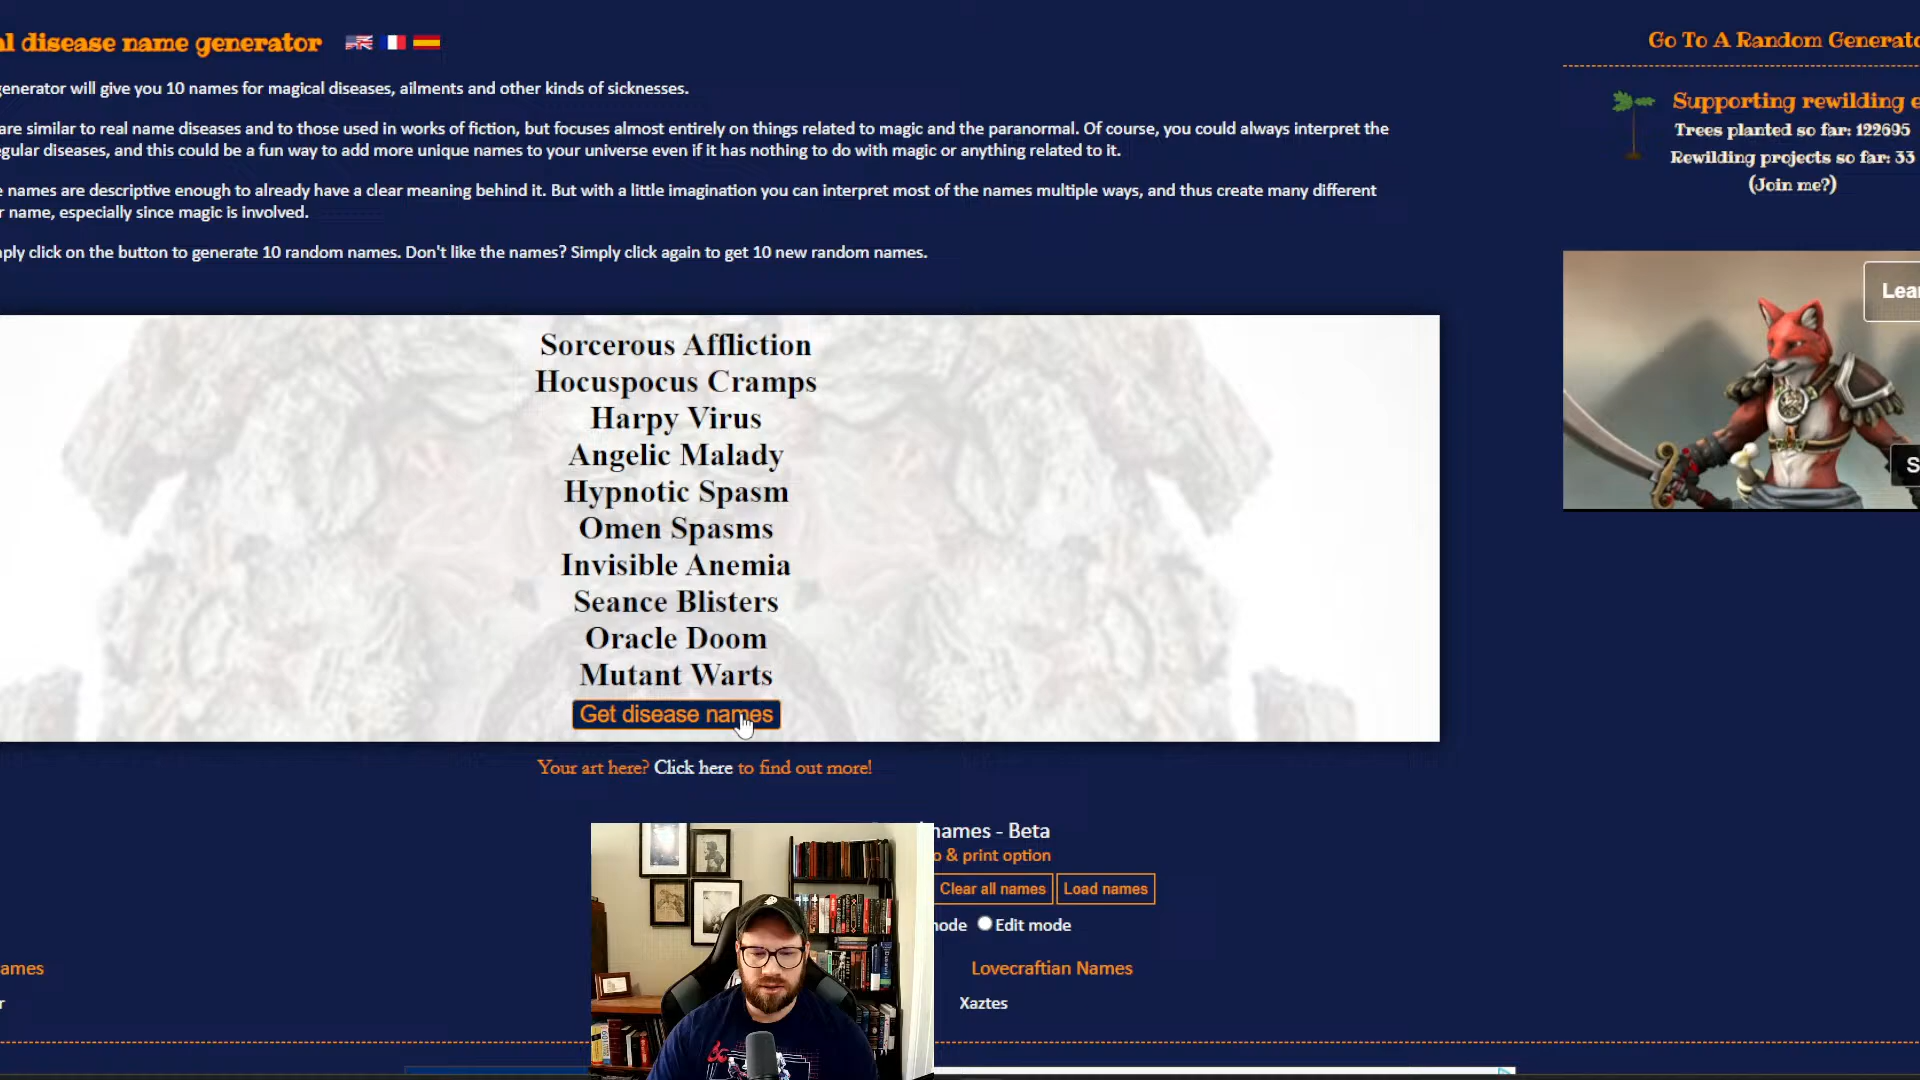 al disease name generator
generator will give you 10 names for magical diseases, ailments and other kinds of sicknesses.
are similar to real name diseases and to those used in works of fiction, but focuses almost entirely on things related to magic and the paranormal. Of course, you could always interpret the
gular diseases, and this could be a fun way to add more unique names to your universe even if it has nothing to do with magic or anything related to it.
e names are descriptive enough to already have a clear meaning behind it. But with a little imagination you can interpret most of the names multiple ways, and thus create many different
r name, especially since magic is involved.
ply click on the button to generate 10 random names. Don't like the names? Simply click again to get 10 new random names.
Sorcerous Affliction
Hocuspocus Cramps
Harpy Virus
Angelic Malady
Hypnotic Spasm
Omen Spasms
Invisible Anemia
Seance Blisters
Oracle Doom
Mutant Warts
Get disease names
Your art here? Click here to find out more!
names - Beta
& print option
Clear all names
Load names
mode
Edit mode
ames
Lovecraftian Names
r
Xaztes
Go To A Random Generato
Supporting rewilding e
Trees planted so far: 122695
Rewilding projects so far: 33
(Join me?)
Lear
S